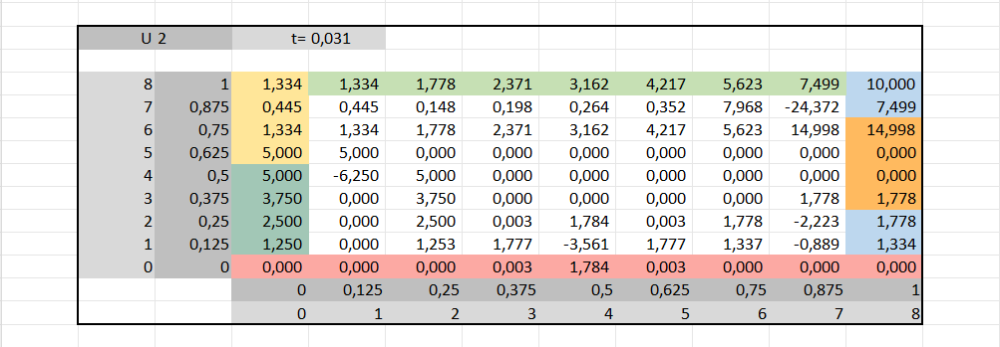 U 2 t= 0,031
8 1 1,334 1,334 1,778 2,371 3,162 4,217 5,623 7,499 10,000
7 0,875 0,445 0,445 0,148 0,198 0,264 0,352 7,968 -24,372 7,499
6 0,75 1,334 1,334 1,778 2,371 3,162 4,217 5,623 14,998 14,998
5 0,625 5,000 5,000 0,000 0,000 0,000 0,000 0,000 0,000 0,000
4 0,5 5,000 -6,250 5,000 0,000 0,000 0,000 0,000 0,000 0,000
3 0,375 3,750 0,000 3,750 0,000 0,000 0,000 0,000 1,778 1,778
2 0,25 2,500 0,000 2,500 0,003 1,784 0,003 1,778 -2,223 1,778
1 0,125 1,250 0,000 1,253 1,777 -3,561 1,777 1,337 -0,889 1,334
0 0 0,000 0,000 0,000 0,003 1,784 0,003 0,000 0,000 0,000
0 0,125 0,25 0,375 0,5 0,625 0,75 0,875 1
0 1 2 3 4 5 6 7 8